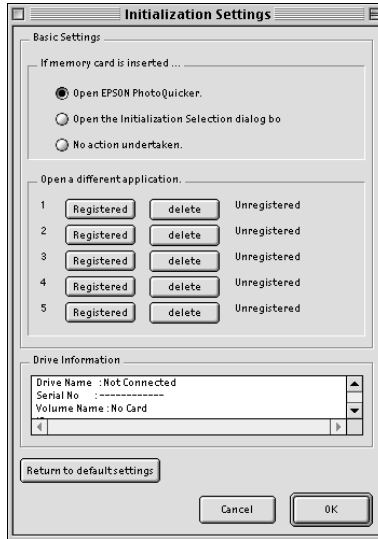 Initialization Settings
Basic Settings
If memory card is inserted ...
Open EPSON PhotoQuicker.
Open the Initialization Selection dialog bo
No action undertaken.
Open a different application.
1 Registered delete Unregistered
2 Registered delete Unregistered
3 Registered delete Unregistered
4 Registered delete Unregistered
5 Registered delete Unregistered
Drive Information
Drive Name :Not Connected
Serial No :------------
Volume Name :No Card
Return to default settings
Cancel OK